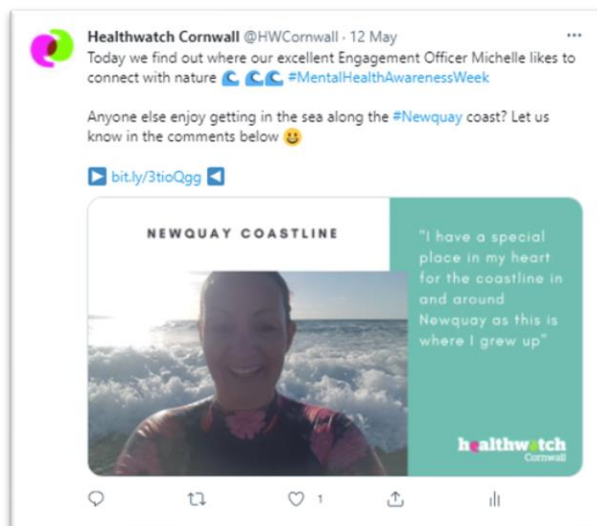 Healthwatch Cornwall @HWCornwall · 12 May
Today we find out where our excellent Engagement Officer Michelle likes to
connect with nature 🌊 🌊🌊 #MentalHealthAwarenessWeek
Anyone else enjoy getting in the sea along the #Newquay coast? Let us
know in the comments below 😀
▶ bit.ly/3tioQgg ◀
NEWQUAY COASTLINE
"I have a special
place in my heart
for the coastline in
and around
Newquay as this is
where I grew up"
healthwatch
Cornwall
1